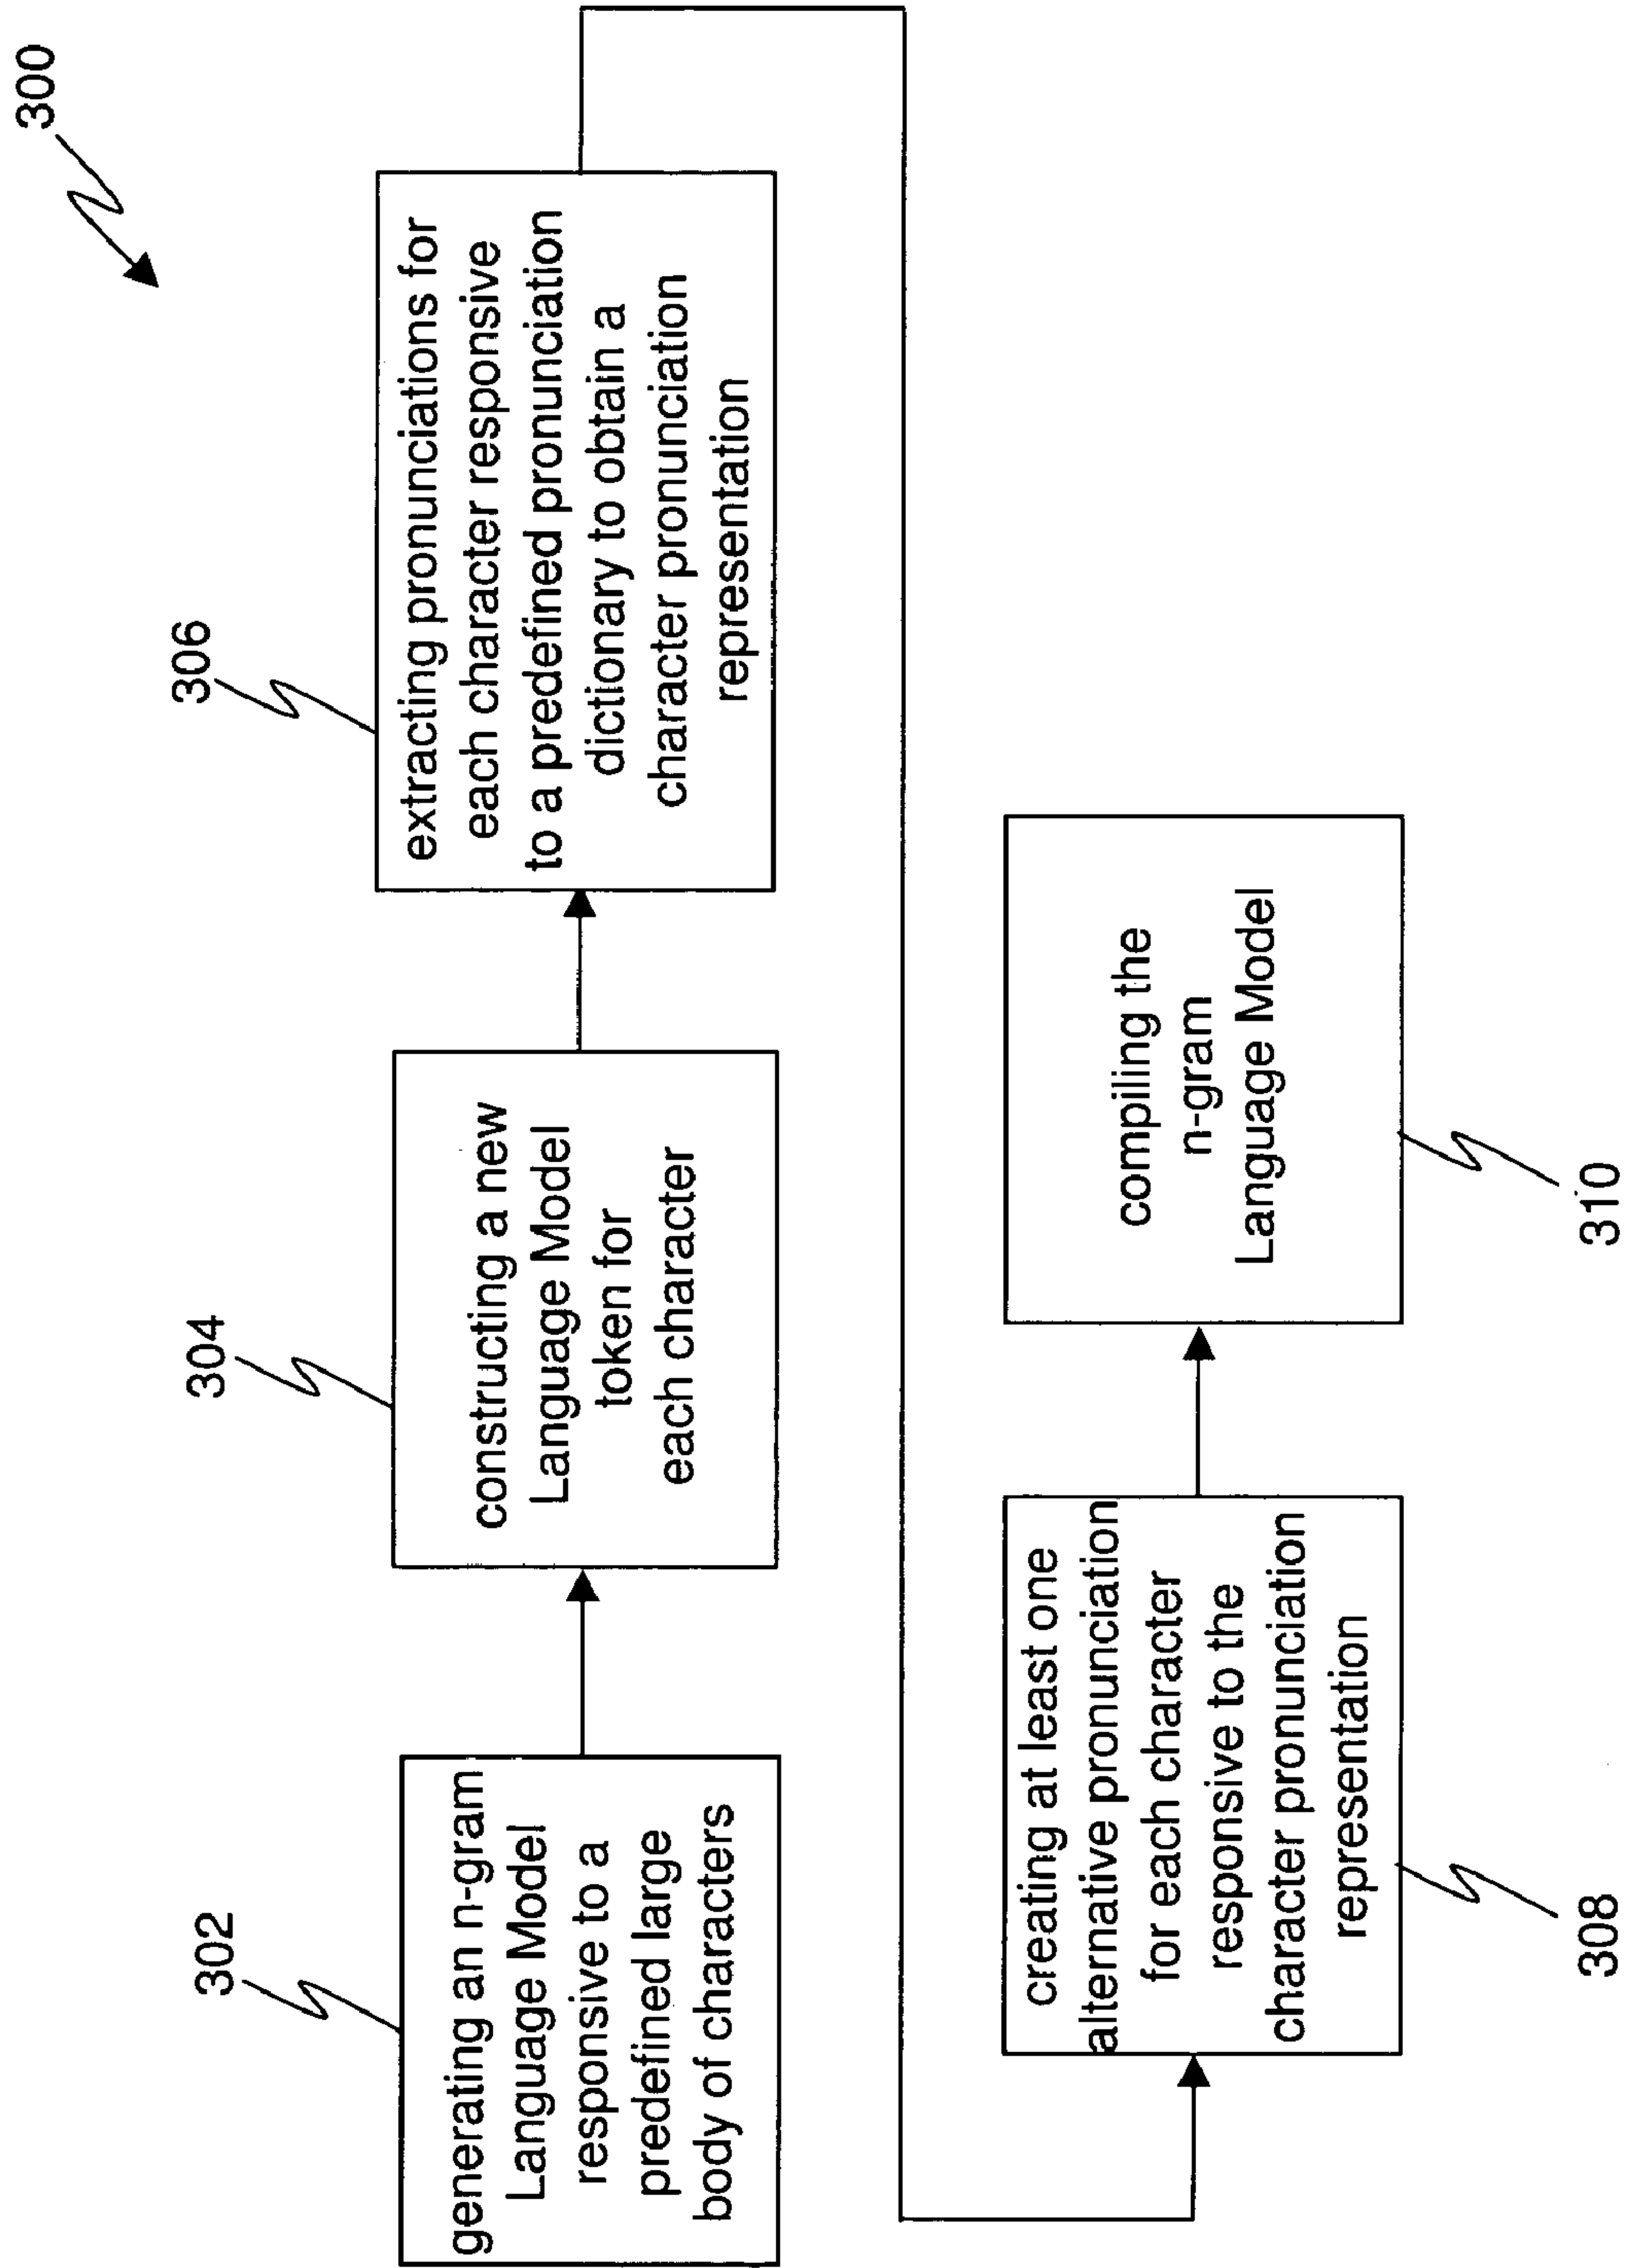 300
302
generating an n-gram
Language Model
responsive to a
predefined large
body of characters
304
constructing a new
Language Model
token for
each character
306
extracting pronunciations for
each character responsive
to a predefined pronunciation
dictionary to obtain a
character pronunciation
representation
creating at least one
alternative pronunciation
for each character
responsive to the
character pronunciation
representation
308
compiling the
n-gram
Language Model
310